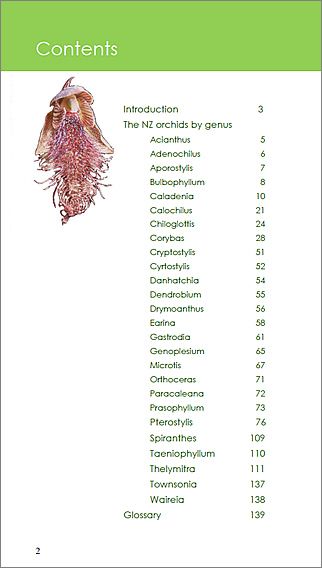 Contents
Introduction 3
The NZ orchids by genus
Acianthus 5
Adenochilus 6
Aporostylis 7
Bulbophyllum 8
Caladenia 10
Calochilus 21
Chiloglottis 24
Corybas 28
Cryptostylis 51
Cyrtostylis 52
Danhatchia 54
Dendrobium 55
Drymoanthus 56
Earina 58
Gastrodia 61
Genoplesium 65
Microtis 67
Orthoceras 71
Paracaleana 72
Prasophyllum 73
Pterostylis 76
Spiranthes 109
Taeniophyllum 110
Thelymitra 111
Townsonia 137
Waireia 138
Glossary 139
2